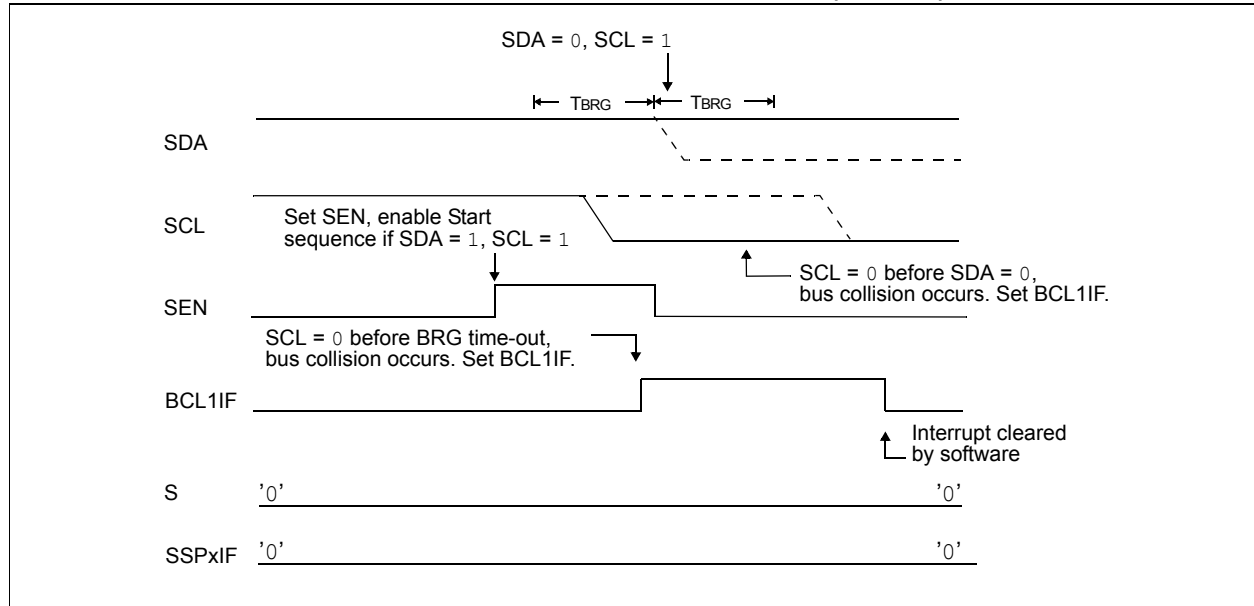 SDA = 0, SCL = 1
TBRG TBRG
SDA
SCL
Set SEN, enable Start
sequence if SDA = 1, SCL = 1
SCL = 0 before SDA = 0,
bus collision occurs. Set BCL1IF.
SEN
SCL = 0 before BRG time-out,
bus collision occurs. Set BCL1IF.
BCL1IF
Interrupt cleared
by software
S '0' '0'
SSPxIF '0' '0'